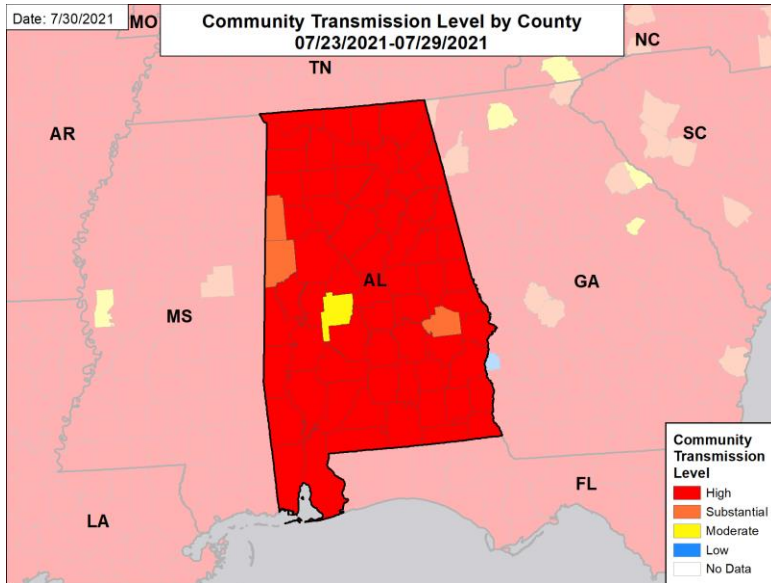 Date: 7/30/2021
Community Transmission Level by County
07/23/2021-07/29/2021
MO
TN
NC
AR
SC
AL
GA
MS
LA
FL
Community
Transmission
Level
High
Substantial
Moderate
Low
No Data